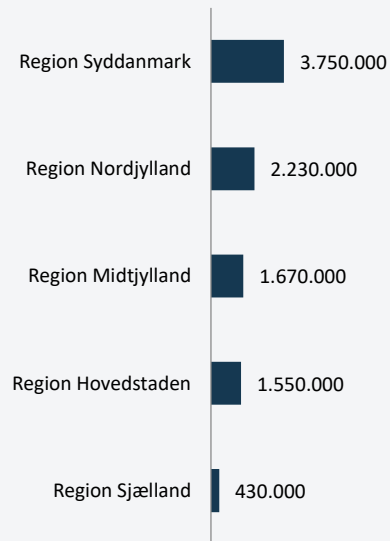 Region Syddanmark 3.750.000
Region Nordjylland 2.230.000
Region Midtjylland 1.670.000
Region Hovedstaden 1.550.000
Region Sjælland 430.000